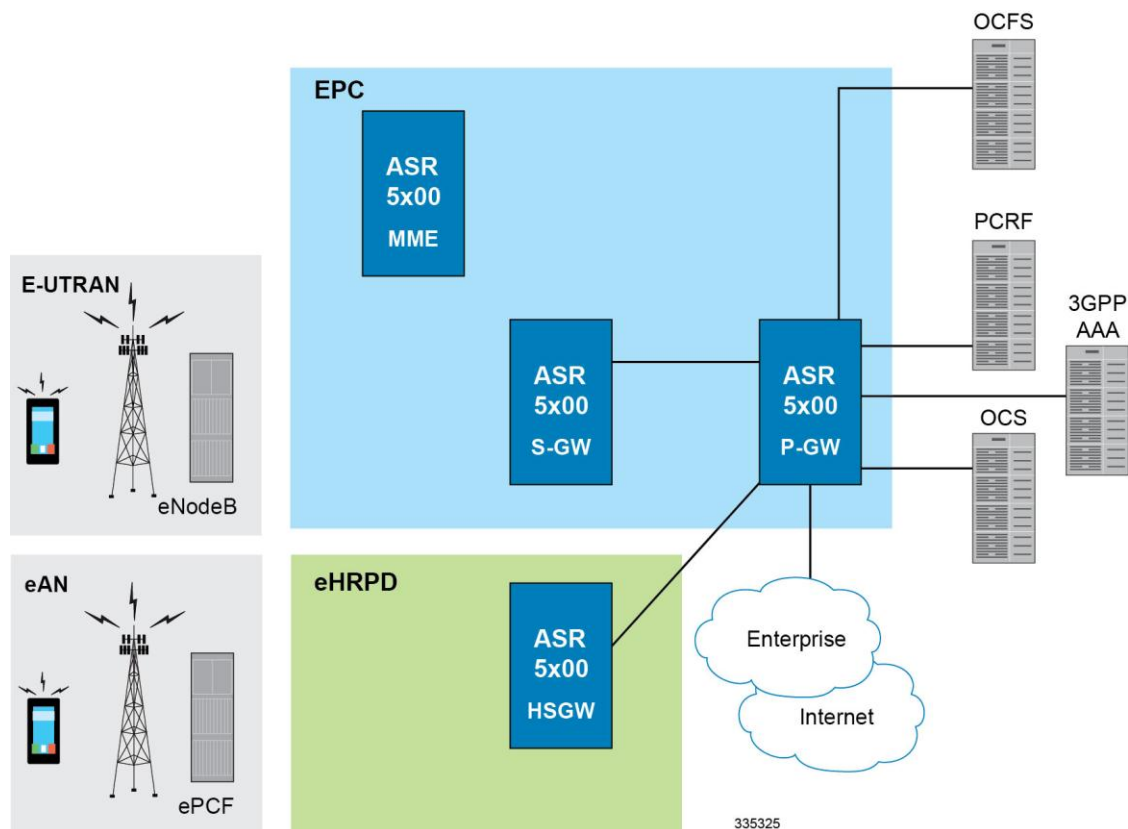 OCFS
EPC
ASR
5x00
MME
PCRF
E-UTRAN
3GPP
AAA
ASR
5x00
S-GW
ASR
5x00
P-GW
OCS
eNodeB
eAN
eHRPD
ASR
5x00
HSGW
Enterprise
Internet
ePCF
335325